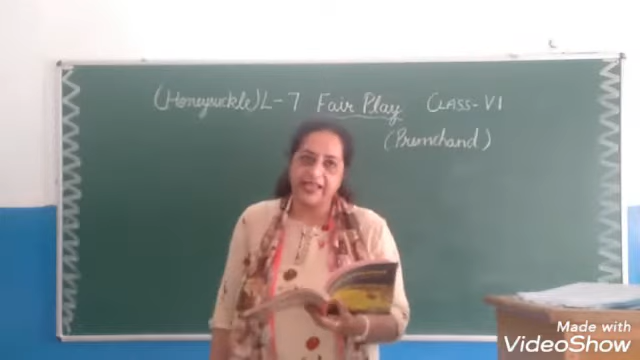 (Honeysuckle) L-7 Fair Play CLASS-VI
(Premchand)
Made with
VideoShow